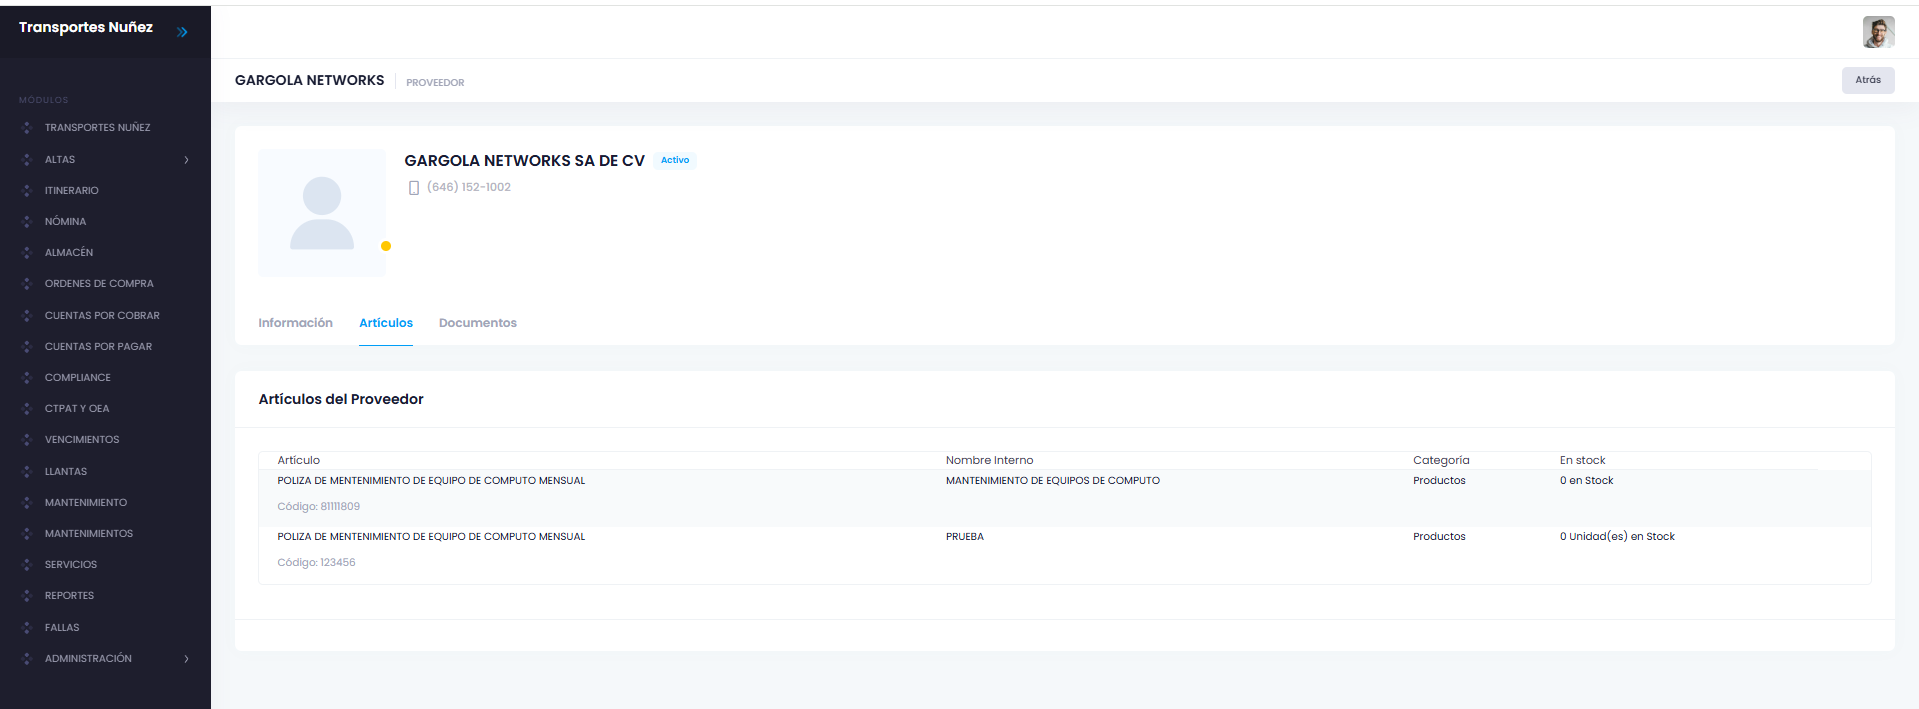 Transportes Nuñez
MÓDULOS
TRANSPORTES NUÑEZ
ALTAS
ITINERARIO
NÓMINA
ALMACÉN
ORDENES DE COMPRA
CUENTAS POR COBRAR
CUENTAS POR PAGAR
COMPLIANCE
CTPAT Y OEA
VENCIMIENTOS
LLANTAS
MANTENIMIENTO
MANTENIMIENTOS
SERVICIOS
REPORTES
FALLAS
ADMINISTRACIÓN
GARGOLA NETWORKS PROVEEDOR
Atrás
GARGOLA NETWORKS SA DE CV Activo
(646) 152-1002
Información Artículos Documentos
Artículos del Proveedor
Artículo Nombre Interno Categoría En stock
POLIZA DE MENTENIMIENTO DE EQUIPO DE COMPUTO MENSUAL MANTENIMIENTO DE EQUIPOS DE COMPUTO Productos 0 en Stock
Código: 81111809
POLIZA DE MENTENIMIENTO DE EQUIPO DE COMPUTO MENSUAL PRUEBA Productos 0 Unidad(es) en Stock
Código: 123456